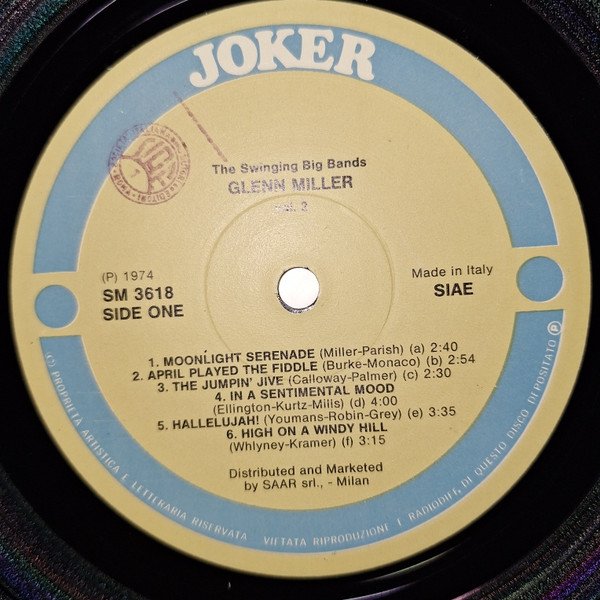 JOKER
The Swinging Big Bands
GLENN MILLER
vol. 2
(P) 1974
SM 3618
SIDE ONE
Made in Italy
SIAE
1. MOONLIGHT SERENADE (Miller-Parish) (a) 2:40
2. APRIL PLAYED THE FIDDLE (Burke-Monaco) (b) 2:54
3. THE JUMPIN' JIVE (Calloway-Palmer) (c) 2:30
4. IN A SENTIMENTAL MOOD
(Ellington-Kurtz-Mills) (d) 4:00
5. HALLELUJAH! (Youmans-Robin-Grey) (e) 3:35
6. HIGH ON A WINDY HILL
(Whlyney-Kramer) (f) 3:15
Distributed and Marketed
by SAAR srl., - Milan
PROPRIETÀ ARTISTICA E LETTERARIA RISERVATA VIETATA RIPRODUZIONE E RADIODIFF. DI QUESTO DISCO DEPOSITATO Ⓟ